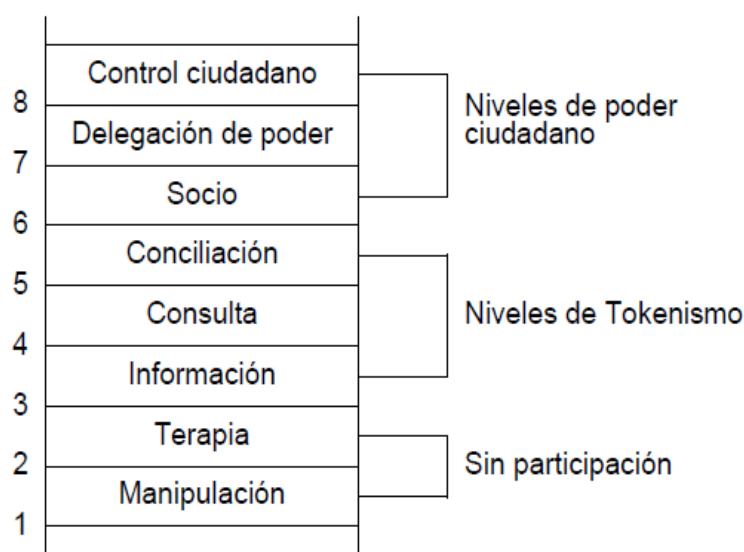 Control ciudadano
8
Niveles de poder
ciudadano
Delegación de poder
7
Socio
6
Conciliación
5
Consulta
Niveles de Tokenismo
4
Información
3
Terapia
2
Sin participación
Manipulación
1